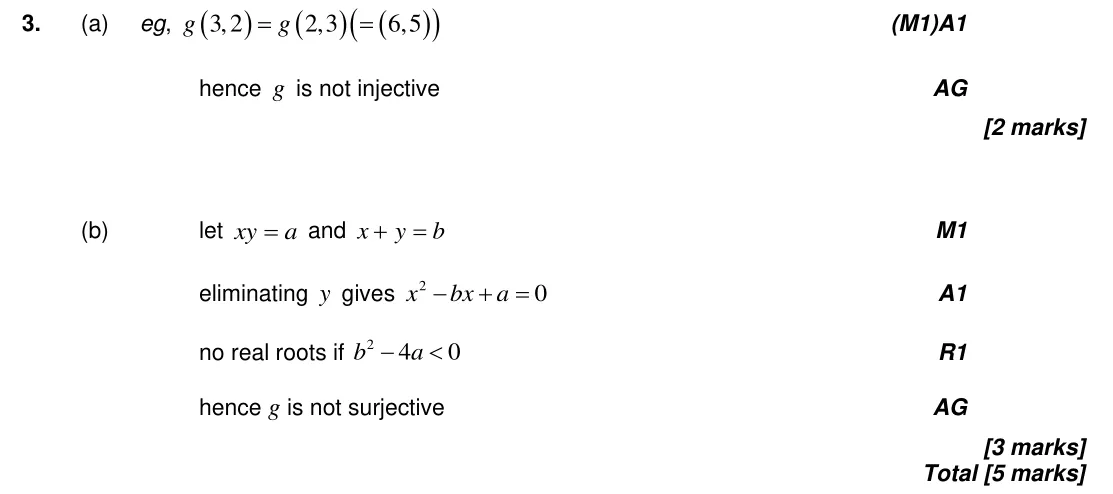 3. (a) eg, g(3,2) = g(2,3)(= (6,5)) (M1)A1
hence g is not injective AG
[2 marks]
(b) let xy = a and x + y = b M1
eliminating y gives x² − bx + a = 0 A1
no real roots if b² − 4a < 0 R1
hence g is not surjective AG
[3 marks]
Total [5 marks]